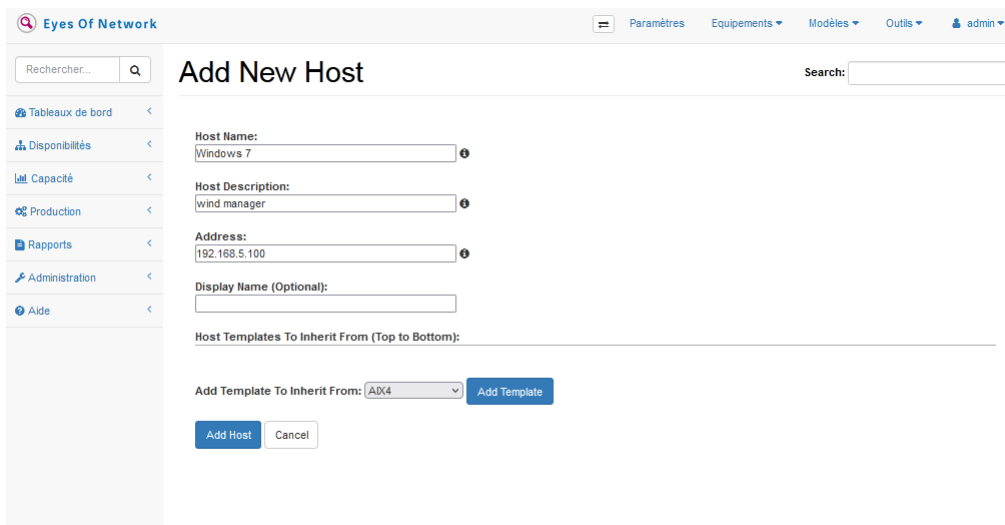 Eyes Of Network
Paramètres Equipements Modèles Outils admin
Rechercher...
Add New Host
Search:
Tableaux de bord
Disponibilités
Capacité
Production
Rapports
Administration
Aide
Host Name:
Windows 7
Host Description:
wind manager
Address:
192.168.5.100
Display Name (Optional):
Host Templates To Inherit From (Top to Bottom):
Add Template To Inherit From: AIX4 Add Template
Add Host Cancel